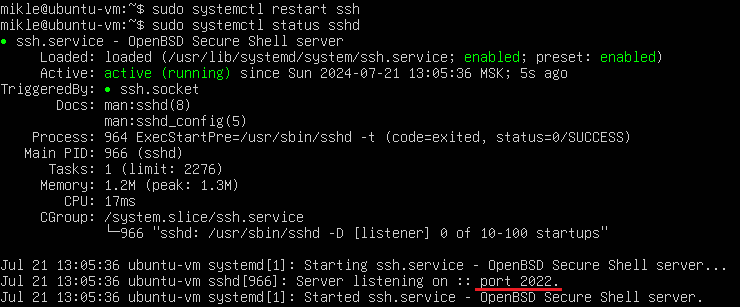 mikle@ubuntu-vm:~$ sudo systemctl restart ssh
mikle@ubuntu-vm:~$ sudo systemctl status sshd
● ssh.service - OpenBSD Secure Shell server
Loaded: loaded (/usr/lib/systemd/system/ssh.service; enabled; preset: enabled)
Active: active (running) since Sun 2024-07-21 13:05:36 MSK; 5s ago
TriggeredBy: ● ssh.socket
Docs: man:sshd(8)
man:sshd_config(5)
Process: 964 ExecStartPre=/usr/sbin/sshd -t (code=exited, status=0/SUCCESS)
Main PID: 966 (sshd)
Tasks: 1 (limit: 2276)
Memory: 1.2M (peak: 1.3M)
CPU: 17ms
CGroup: /system.slice/ssh.service
└─966 "sshd: /usr/sbin/sshd -D [listener] 0 of 10-100 startups"
Jul 21 13:05:36 ubuntu-vm systemd[1]: Starting ssh.service - OpenBSD Secure Shell server...
Jul 21 13:05:36 ubuntu-vm sshd[966]: Server listening on :: port 2022.
Jul 21 13:05:36 ubuntu-vm systemd[1]: Started ssh.service - OpenBSD Secure Shell server.